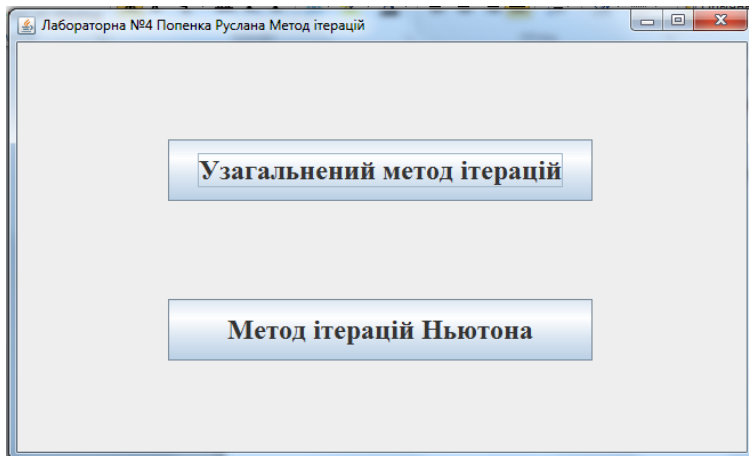 Лабораторна №4 Попенка Руслана Метод ітерацій
Узагальнений метод ітерацій
Метод ітерацій Ньютона